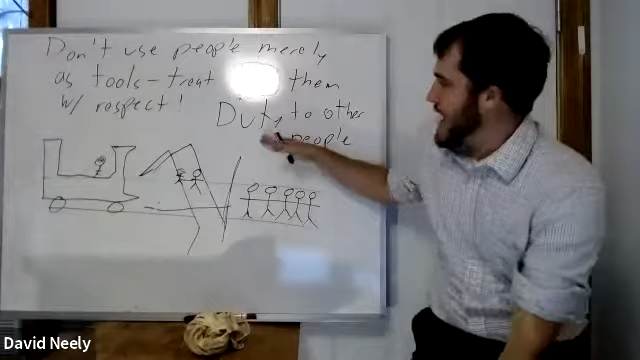 Don't use people merely
as tools – treat them
w/ respect!
Duty to other
people
David Neely